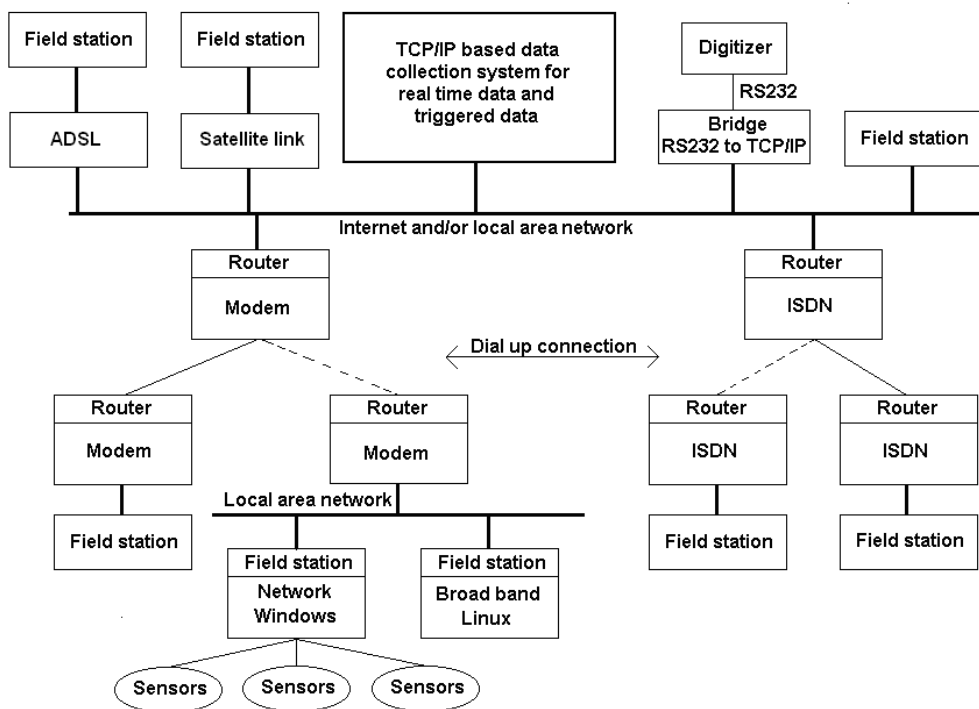 Field station
Field station
TCP/IP based data
collection system for
real time data and
triggered data
Digitizer
RS232
ADSL
Satellite link
Bridge
RS232 to TCP/IP
Field station
Internet and/or local area network
Router
Modem
Router
ISDN
Dial up connection
Router
Modem
Router
Modem
Router
ISDN
Router
ISDN
Local area network
Field station
Field station
Network
Windows
Field station
Broad band
Linux
Field station
Field station
Sensors
Sensors
Sensors